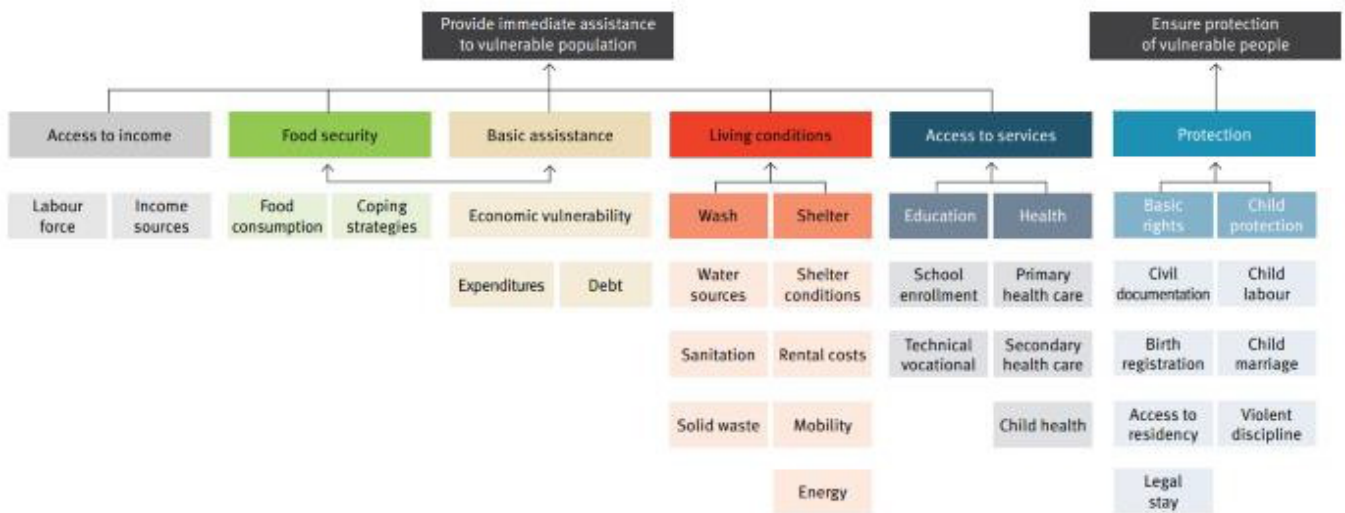 Provide immediate assistance
to vulnerable population
Ensure protection
of vulnerable people
Access to income
Food security
Basic assisstance
Living conditions
Access to services
Protection
Labour
force
Income
sources
Food
consumption
Coping
strategies
Economic vulnerability
Wash
Shelter
Education
Health
Basic
rights
Child
protection
Expenditures
Debt
Water
sources
Shelter
conditions
School
enrollment
Primary
health care
Civil
documentation
Child
labour
Sanitation
Rental costs
Technical
vocational
Secondary
health care
Birth
registration
Child
marriage
Solid waste
Mobility
Child health
Access to
residency
Violent
discipline
Energy
Legal
stay